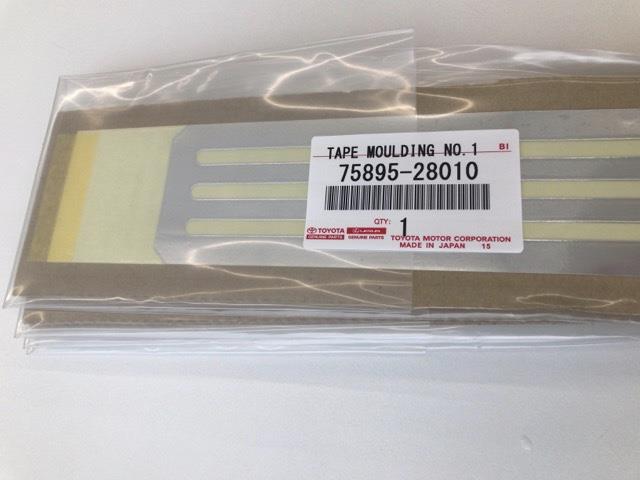 TAPE MOULDING NO.1 BI
75895-28010
QTY: 1
TOYOTA LEXUS
GENUINE PARTS GENUINE PARTS
TOYOTA MOTOR CORPORATION
MADE IN JAPAN 15